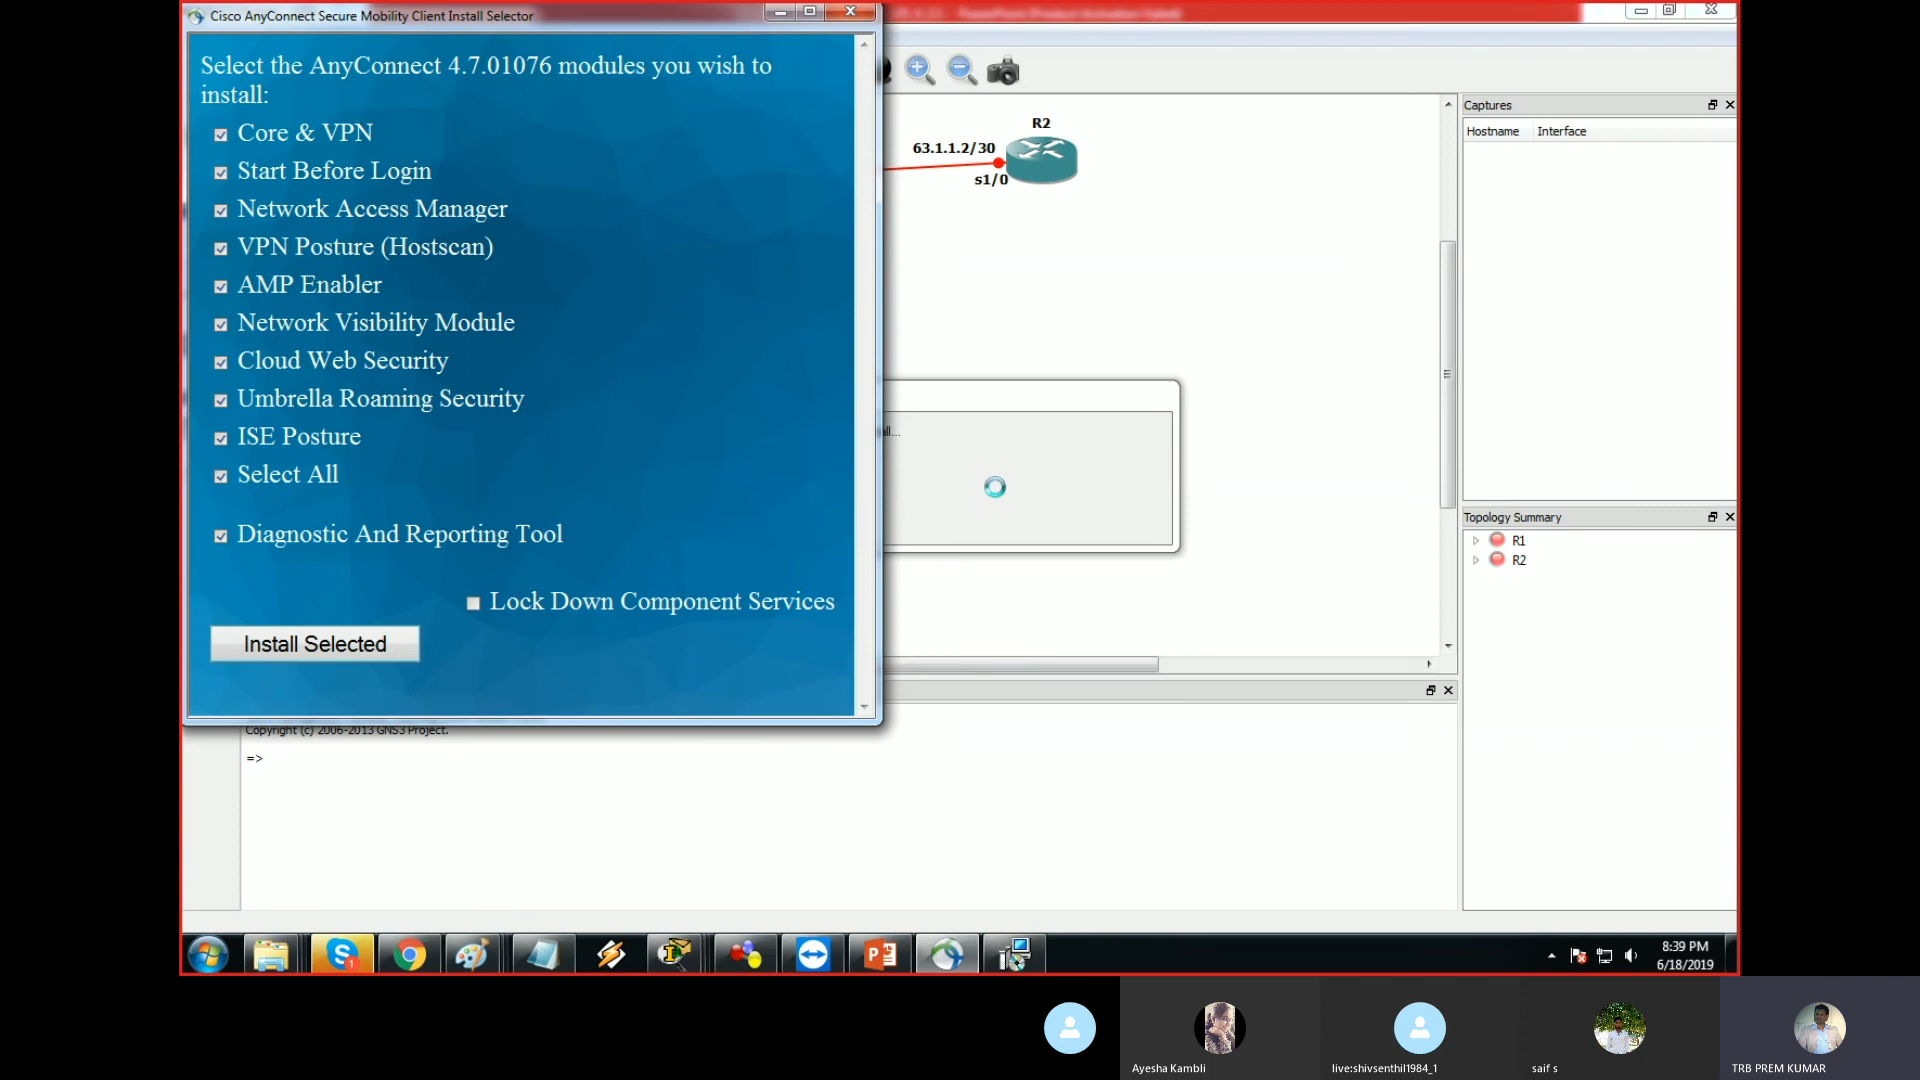 Cisco AnyConnect Secure Mobility Client Install Selector
Select the AnyConnect 4.7.01076 modules you wish to
install:
Core & VPN
Start Before Login
Network Access Manager
VPN Posture (Hostscan)
AMP Enabler
Network Visibility Module
Cloud Web Security
Umbrella Roaming Security
ISE Posture
Select All
Diagnostic And Reporting Tool
Lock Down Component Services
Install Selected
R2
63.1.1.2/30
s1/0
all...
Captures
Hostname Interface
Topology Summary
R1
R2
Copyright (c) 2006-2013 GNS3 Project.
=>
8:39 PM
6/18/2019
Ayesha Kambli
live:shivsenthil1984_1
saif s
TRB PREM KUMAR